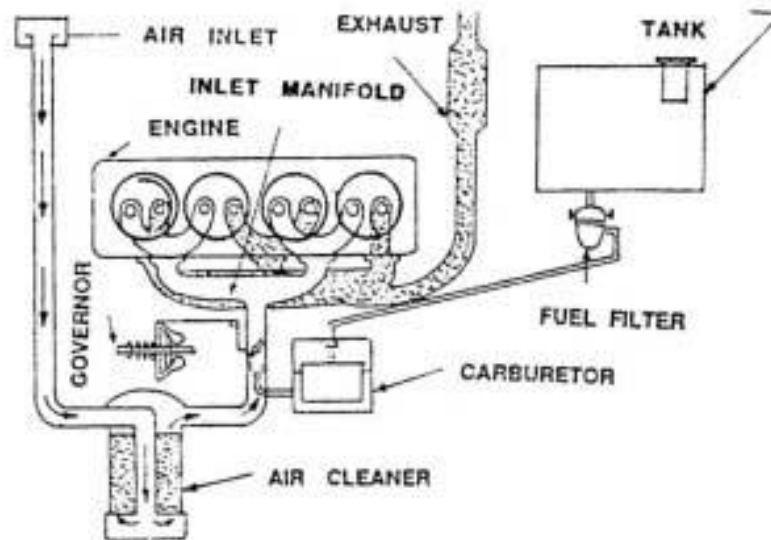 AIR INLET
EXHAUST
TANK
INLET MANIFOLD
ENGINE
GOVERNOR
FUEL FILTER
CARBURETOR
AIR CLEANER